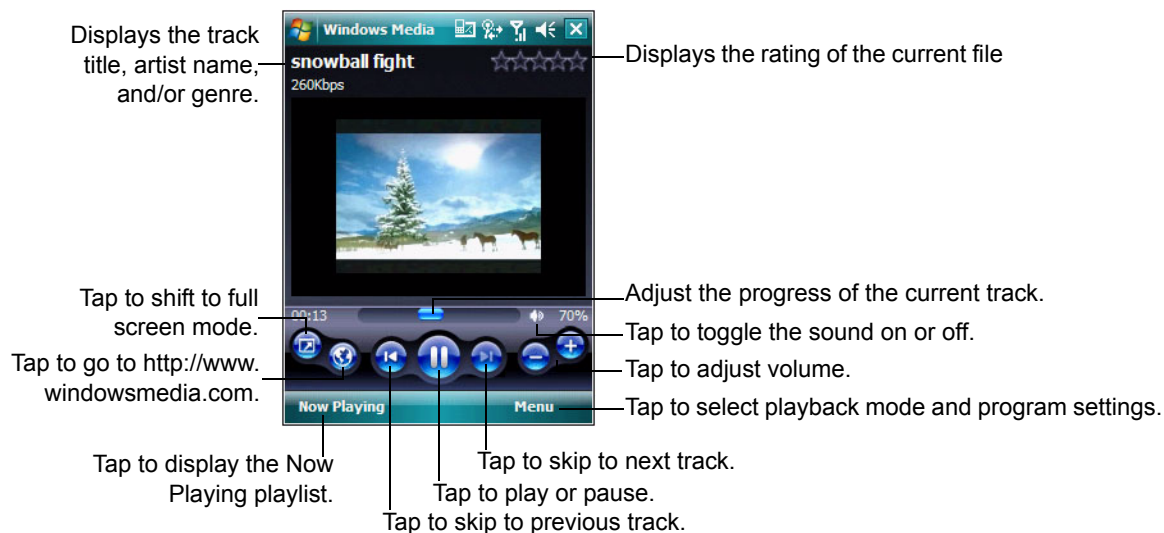 Displays the track
title, artist name,
and/or genre.
Windows Media
snowball fight
260Kbps
Displays the rating of the current file
Tap to shift to full
screen mode.
Tap to go to http://www.
windowsmedia.com.
00:13
70%
Adjust the progress of the current track.
Tap to toggle the sound on or off.
Tap to adjust volume.
Now Playing
Menu
Tap to select playback mode and program settings.
Tap to display the Now
Playing playlist.
Tap to skip to next track.
Tap to play or pause.
Tap to skip to previous track.